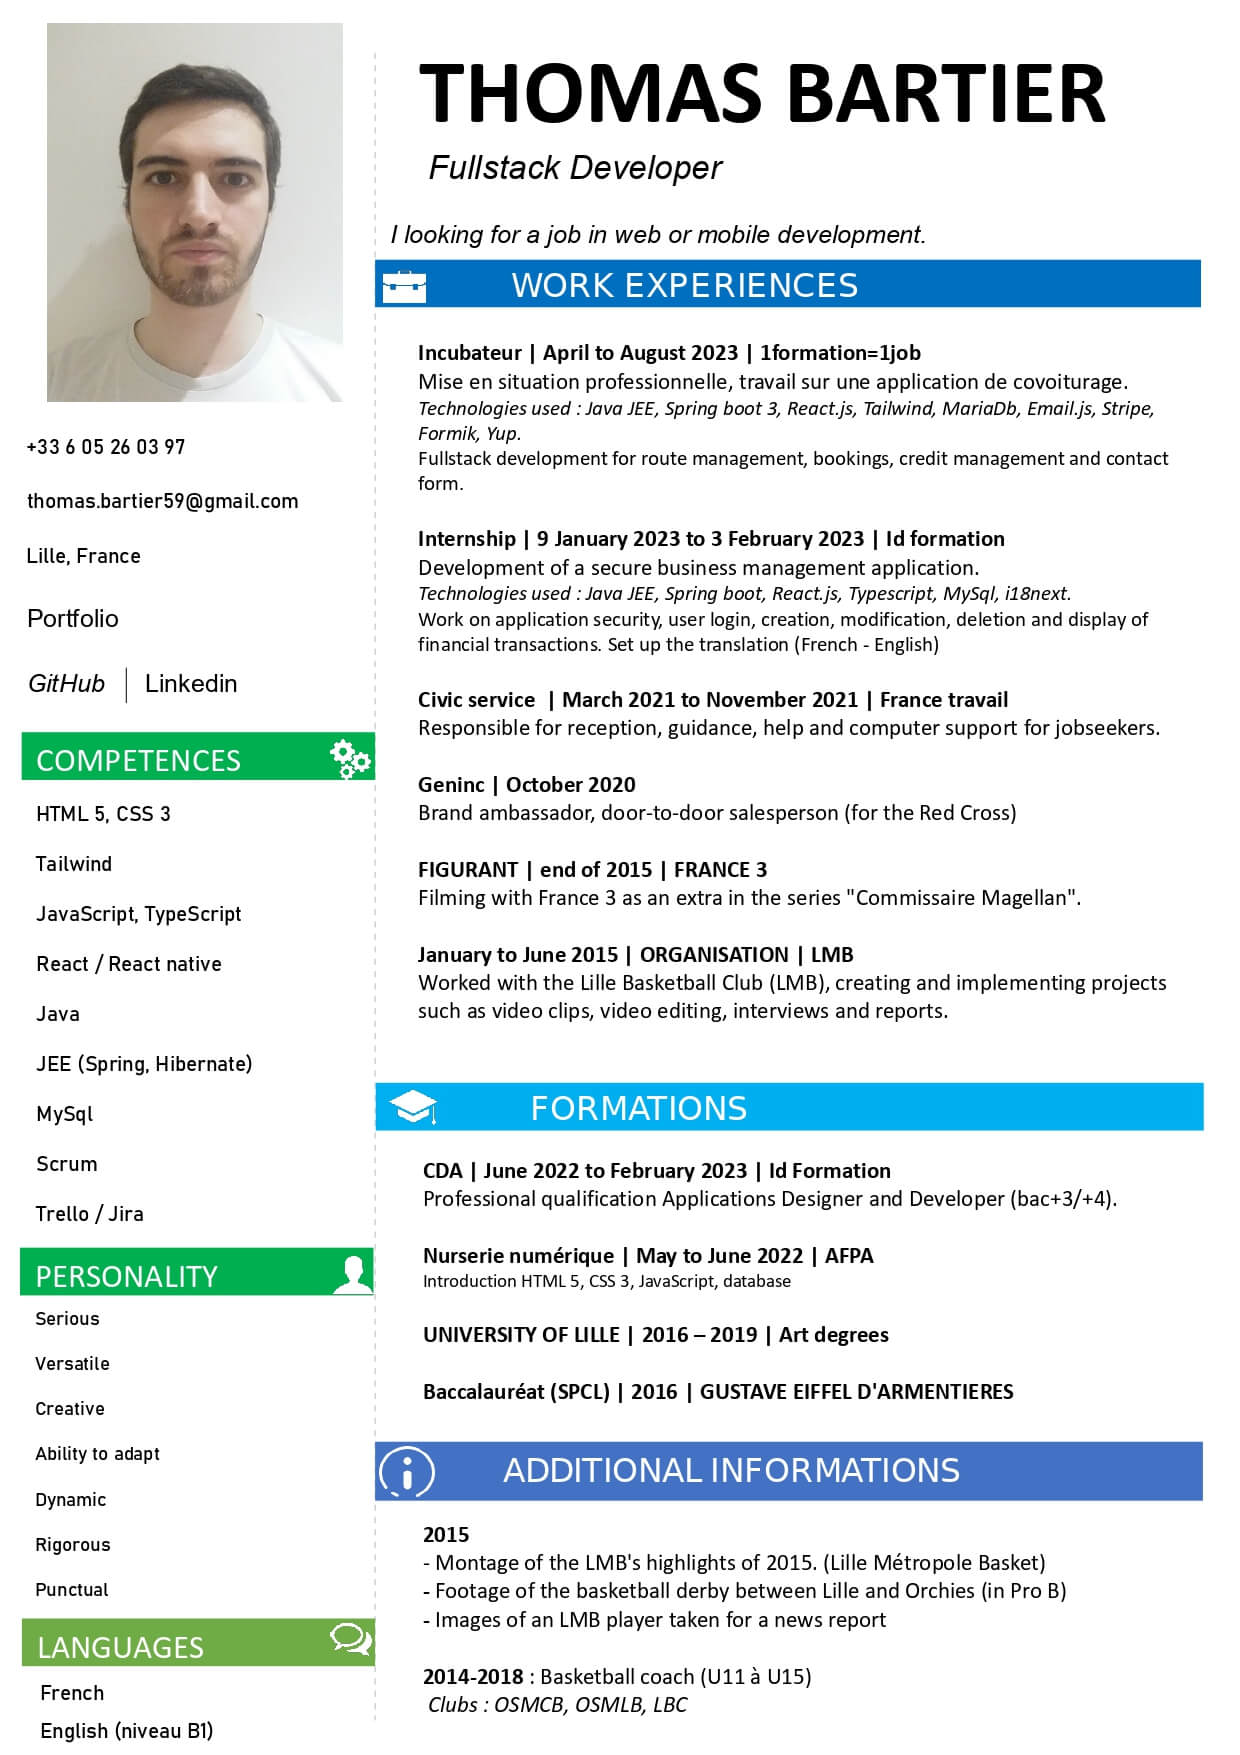 THOMAS BARTIER
Fullstack Developer
I looking for a job in web or mobile development.
+33 6 05 26 03 97
thomas.bartier59@gmail.com
Lille, France
Portfolio
GitHub | Linkedin
COMPETENCES
HTML 5, CSS 3
Tailwind
JavaScript, TypeScript
React / React native
Java
JEE (Spring, Hibernate)
MySql
Scrum
Trello / Jira
PERSONALITY
Serious
Versatile
Creative
Ability to adapt
Dynamic
Rigorous
Punctual
LANGUAGES
French
English (niveau B1)
WORK EXPERIENCES
Incubateur | April to August 2023 | 1formation=1job
Mise en situation professionnelle, travail sur une application de covoiturage.
Technologies used : Java JEE, Spring boot 3, React.js, Tailwind, MariaDb, Email.js, Stripe,
Formik, Yup.
Fullstack development for route management, bookings, credit management and contact
form.
Internship | 9 January 2023 to 3 February 2023 | Id formation
Development of a secure business management application.
Technologies used : Java JEE, Spring boot, React.js, Typescript, MySql, i18next.
Work on application security, user login, creation, modification, deletion and display of
financial transactions. Set up the translation (French - English)
Civic service | March 2021 to November 2021 | France travail
Responsible for reception, guidance, help and computer support for jobseekers.
Geninc | October 2020
Brand ambassador, door-to-door salesperson (for the Red Cross)
FIGURANT | end of 2015 | FRANCE 3
Filming with France 3 as an extra in the series "Commissaire Magellan".
January to June 2015 | ORGANISATION | LMB
Worked with the Lille Basketball Club (LMB), creating and implementing projects
such as video clips, video editing, interviews and reports.
FORMATIONS
CDA | June 2022 to February 2023 | Id Formation
Professional qualification Applications Designer and Developer (bac+3/+4).
Nurserie numérique | May to June 2022 | AFPA
Introduction HTML 5, CSS 3, JavaScript, database
UNIVERSITY OF LILLE | 2016 – 2019 | Art degrees
Baccalauréat (SPCL) | 2016 | GUSTAVE EIFFEL D'ARMENTIERES
ADDITIONAL INFORMATIONS
2015
- Montage of the LMB's highlights of 2015. (Lille Métropole Basket)
- Footage of the basketball derby between Lille and Orchies (in Pro B)
- Images of an LMB player taken for a news report
2014-2018 : Basketball coach (U11 à U15)
Clubs : OSMCB, OSMLB, LBC